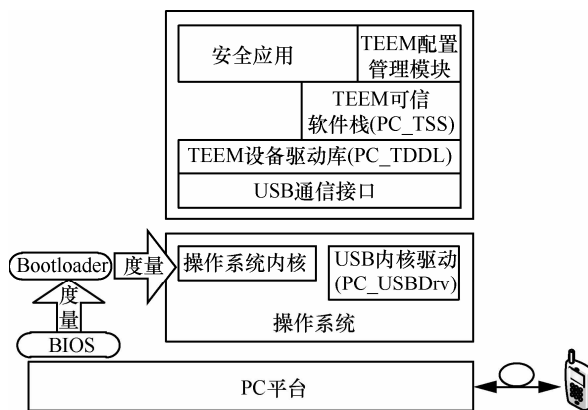 安全应用
TEEM配置
管理模块
TEEM可信
软件栈(PC_TSS)
TEEM设备驱动库(PC_TDDL)
USB通信接口
Bootloader
度量
操作系统内核
USB内核驱动
(PC_USBDrv)
度
量
操作系统
BIOS
PC平台